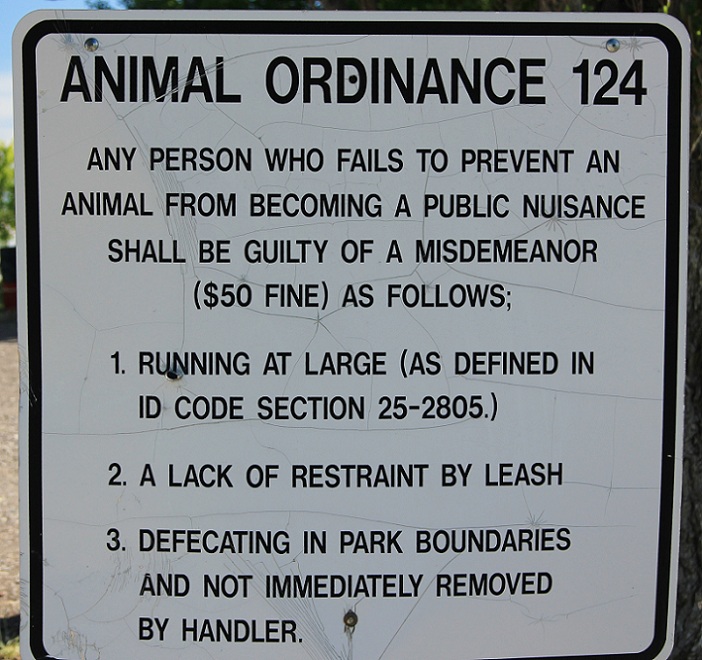 ANIMAL ORDINANCE 124
ANY PERSON WHO FAILS TO PREVENT AN
ANIMAL FROM BECOMING A PUBLIC NUISANCE
SHALL BE GUILTY OF A MISDEMEANOR
($50 FINE) AS FOLLOWS;
1. RUNNING AT LARGE (AS DEFINED IN
ID CODE SECTION 25-2805.)
2. A LACK OF RESTRAINT BY LEASH
3. DEFECATING IN PARK BOUNDARIES
AND NOT IMMEDIATELY REMOVED
BY HANDLER.